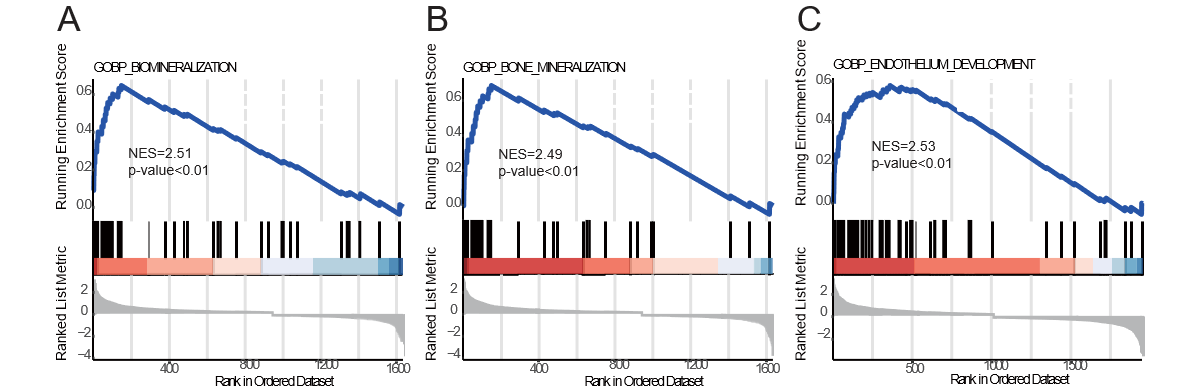 A
GOBP_BIOMINERALIZATION
Running Enrichment Score
0.6
0.4
0.2
0.0
NES=2.51
p-value<0.01
Ranked List Metric
2
0
−2
−4
400
800
1200
1600
Rank in Ordered Dataset
B
GOBP_BONE_MINERALIZATION
Running Enrichment Score
0.6
0.4
0.2
0.0
NES=2.49
p-value<0.01
Ranked List Metric
2
0
−2
−4
400
800
1200
1600
Rank in Ordered Dataset
C
GOBP_ENDOTHELIUM_DEVELOPMENT
Running Enrichment Score
0.6
0.4
0.2
0.0
NES=2.53
p-value<0.01
Ranked List Metric
2
0
−2
500
1000
1500
Rank in Ordered Dataset